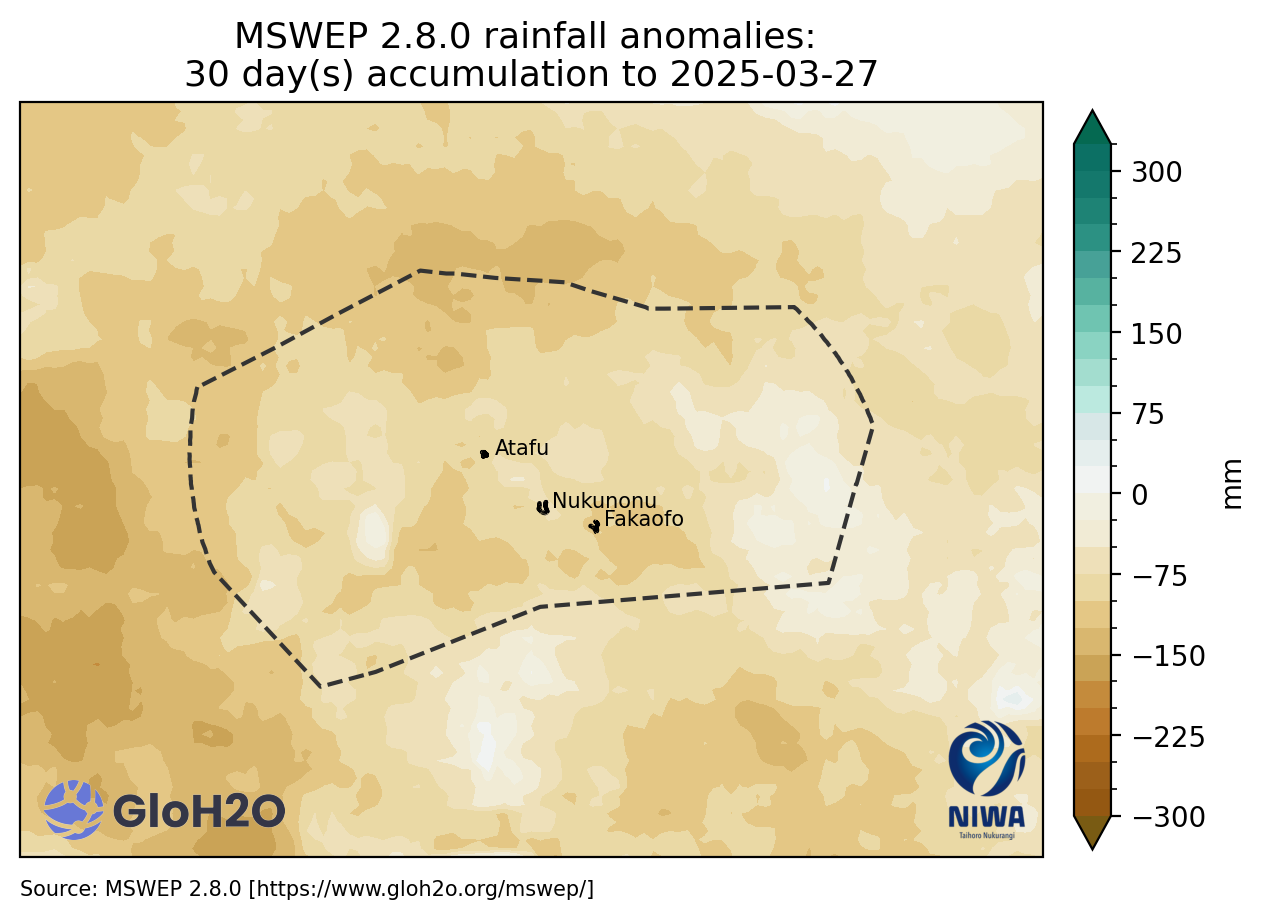 MSWEP 2.8.0 rainfall anomalies:
30 day(s) accumulation to 2025-03-27
300
225
150
75
0
−75
−150
−225
−300
mm
Atafu
Nukunonu
Fakaofo
GloH2O
NIWA
Taihoro Nukurangi
Source: MSWEP 2.8.0 [https://www.gloh2o.org/mswep/]